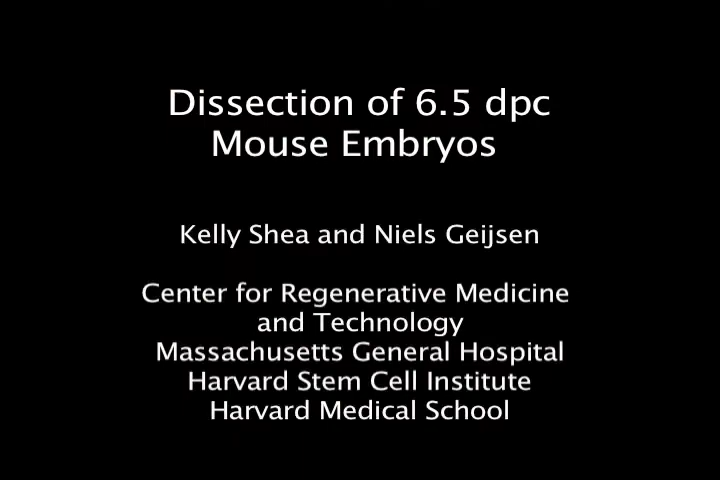 Dissection of 6.5 dpc
Mouse Embryos
Kelly Shea and Niels Geijsen
Center for Regenerative Medicine
and Technology
Massachusetts General Hospital
Harvard Stem Cell Institute
Harvard Medical School